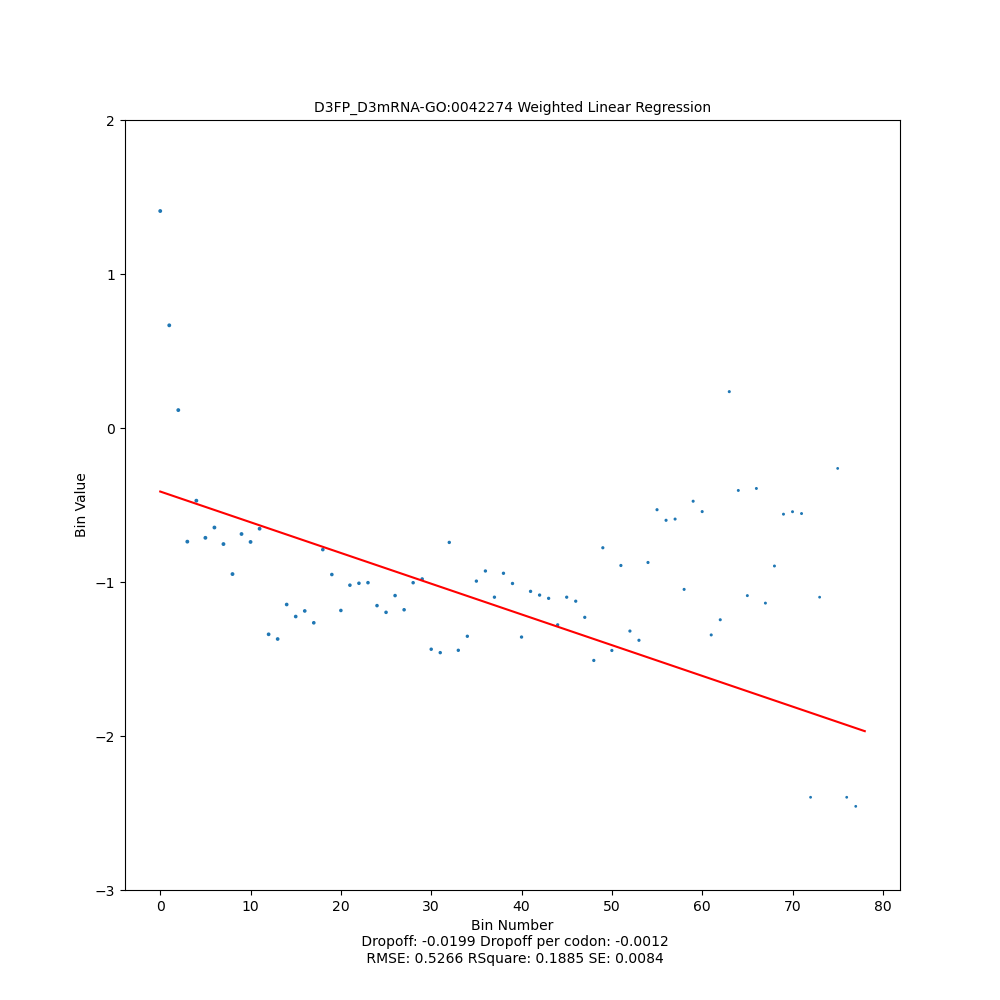 D3FP_D3mRNA-GO:0042274 Weighted Linear Regression
2
1
0
−1
−2
−3
Bin Value
0 10 20 30 40 50 60 70 80
Bin Number
Dropoff: -0.0199 Dropoff per codon: -0.0012
RMSE: 0.5266 RSquare: 0.1885 SE: 0.0084